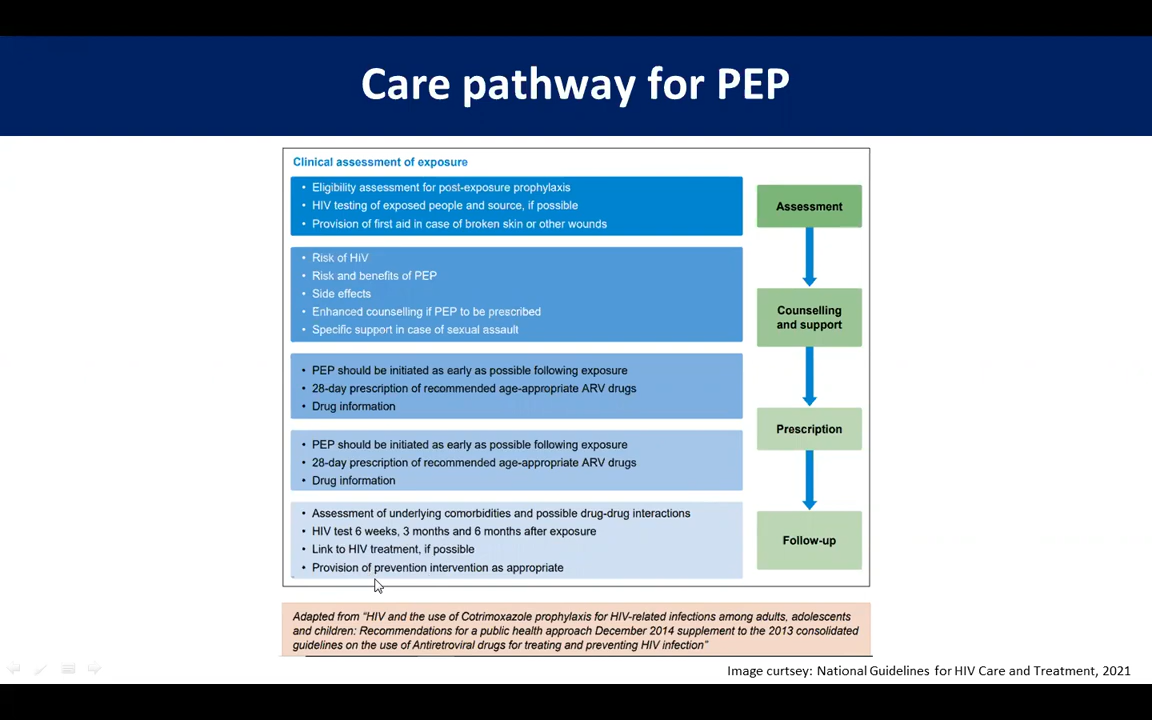 Care pathway for PEP
Clinical assessment of exposure
• Eligibility assessment for post-exposure prophylaxis
• HIV testing of exposed people and source, if possible
• Provision of first aid in case of broken skin or other wounds
Assessment
• Risk of HiV
• Risk and benefits of PEP
• Side effects
• Enhanced counselling if PEP to be prescribed
• Specific support in case of sexual assault
Counselling
and support
• PEP should be initiated as early as possible following exposure
• 28-day prescription of recommended age-appropriate ARV drugs
• Drug information
Prescription
• PEP should be initiated as early as possible following exposure
• 28-day prescription of recommended age-appropriate ARV drugs
• Drug information
• Assessment of underlying comorbidities and possible drug-drug interactions
• HIV test 6 weeks, 3 months and 6 months after exposure
• Link to HIV treatment, if possible
• Provision of prevention intervention as appropriate
Follow-up
Adapted from "HIV and the use of Cotrimoxazole prophylaxis for HIV-related infections among adults, adolescents
and children: Recommendations for a public health approach December 2014 supplement to the 2013 consolidated
guidelines on the use of Antiretroviral drugs for treating and preventing HIV infection"
Image curtsey: National Guidelines for HIV Care and Treatment, 2021